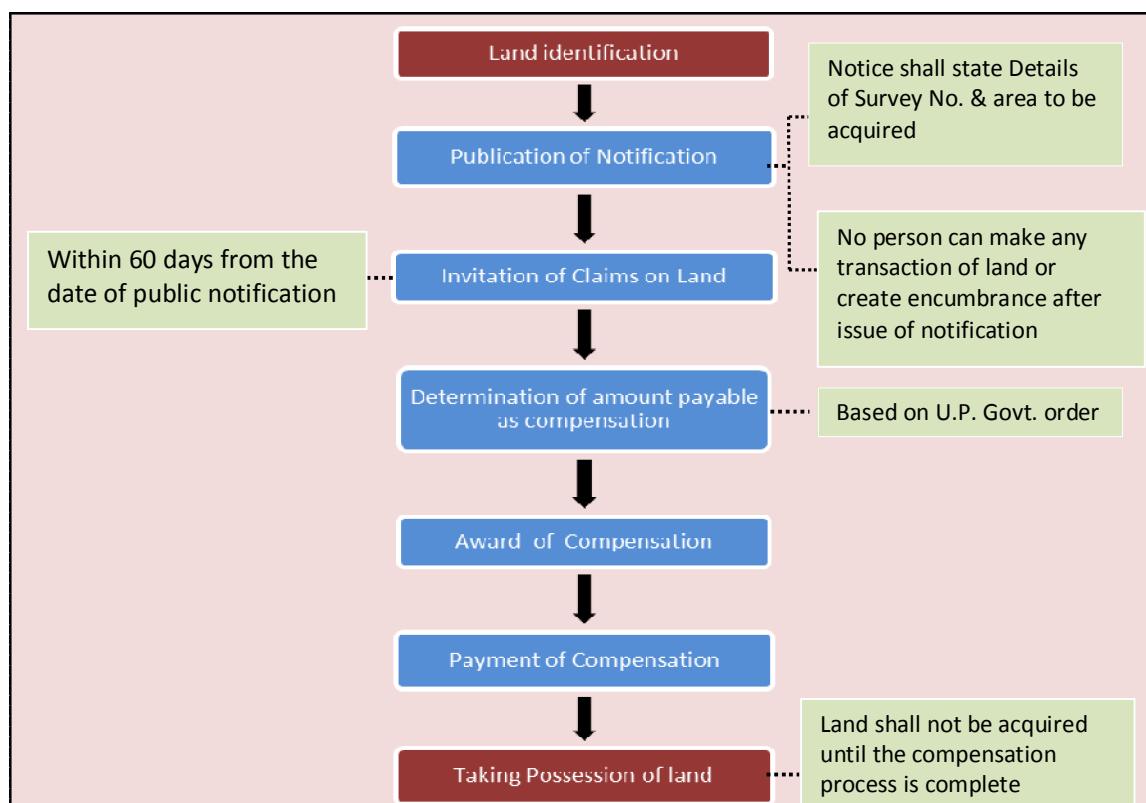 Land identification
Notice shall state Details
of Survey No. & area to be
acquired
Publication of Notification
No person can make any
transaction of land or
create encumbrance after
issue of notification
Within 60 days from the
date of public notification
Invitation of Claims on Land
Determination of amount payable
as compensation
Based on U.P. Govt. order
Award of Compensation
Payment of Compensation
Land shall not be acquired
until the compensation
process is complete
Taking Possession of land